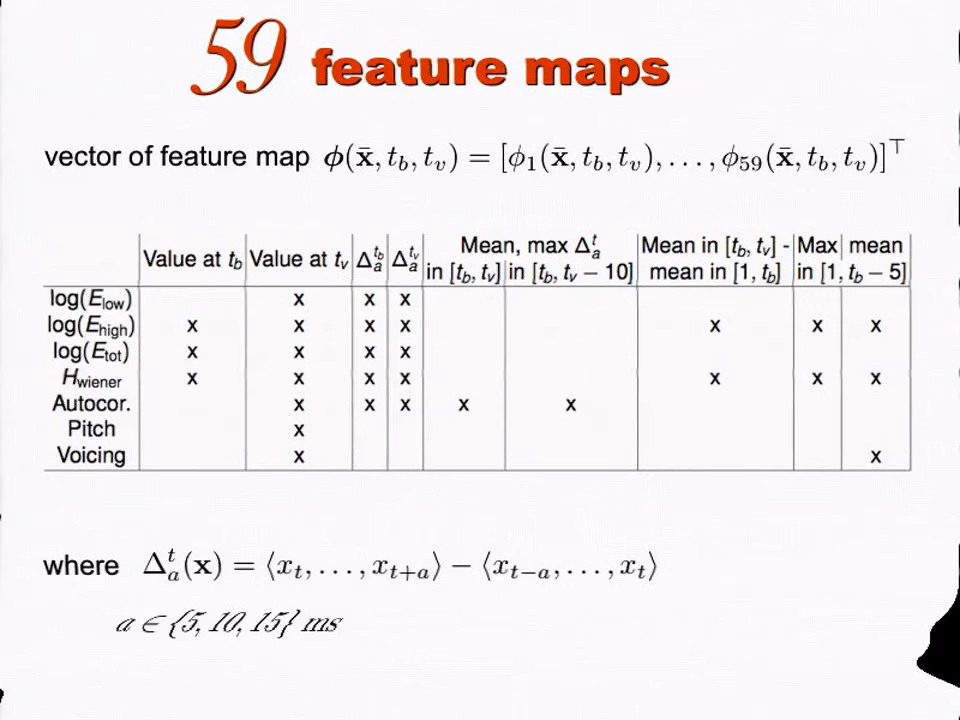 59 feature maps
vector of feature map ϕ(x̄, t_b, t_v) = [ϕ₁(x̄, t_b, t_v), . . . , ϕ₅₉(x̄, t_b, t_v)]^⊤
Value at t_b | Value at t_v | Δ_a^{t_b} | Δ_a^{t_v} | Mean, max Δ_a^t | Mean in [t_b, t_v] - | Max | mean
in [t_b, t_v] | in [t_b, t_v − 10] | mean in [1, t_b] | in [1, t_b − 5]
log(E_low) x x x
log(E_high) x x x x x x x
log(E_tot) x x x x
H_wiener x x x x x x x
Autocor. x x x x x
Pitch x
Voicing x x
where Δ_a^t(x) = ⟨x_t, . . . , x_{t+a}⟩ − ⟨x_{t−a}, . . . , x_t⟩
a ∈ {5, 10, 15} ms